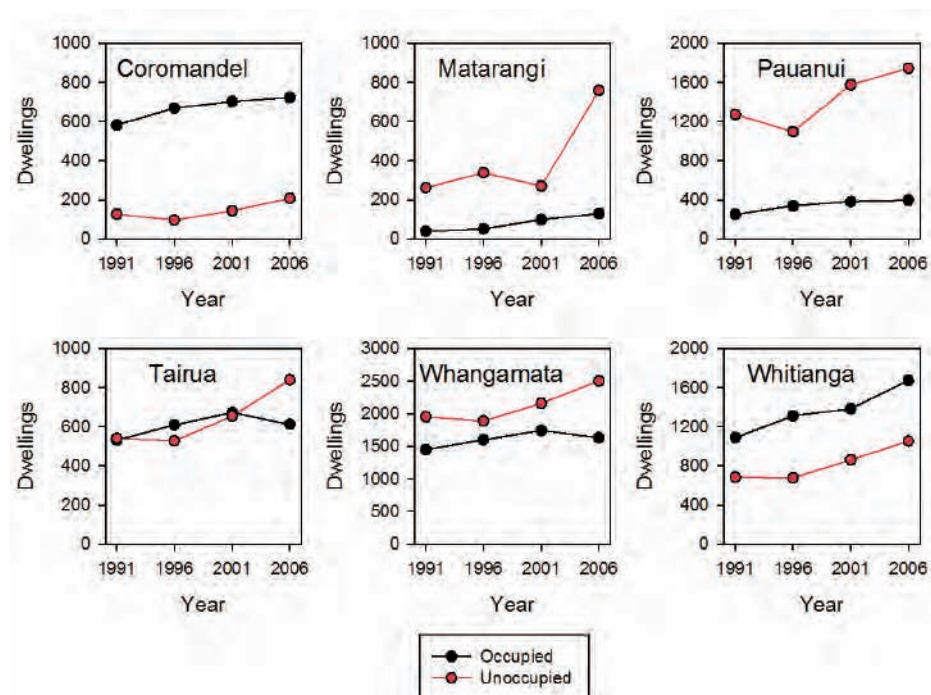 1000
800
600
400
200
0
Dwellings
Coromandel
1991 1996 2001 2006
Year
1000
800
600
400
200
0
Dwellings
Matarangi
1991 1996 2001 2006
Year
2000
1600
1200
800
400
0
Dwellings
Pauanui
1991 1996 2001 2006
Year
1000
800
600
400
200
0
Dwellings
Tairua
1991 1996 2001 2006
Year
3000
2500
2000
1500
1000
500
0
Dwellings
Whangamata
1991 1996 2001 2006
Year
2000
1600
1200
800
400
0
Dwellings
Whitianga
1991 1996 2001 2006
Year
Occupied
Unoccupied